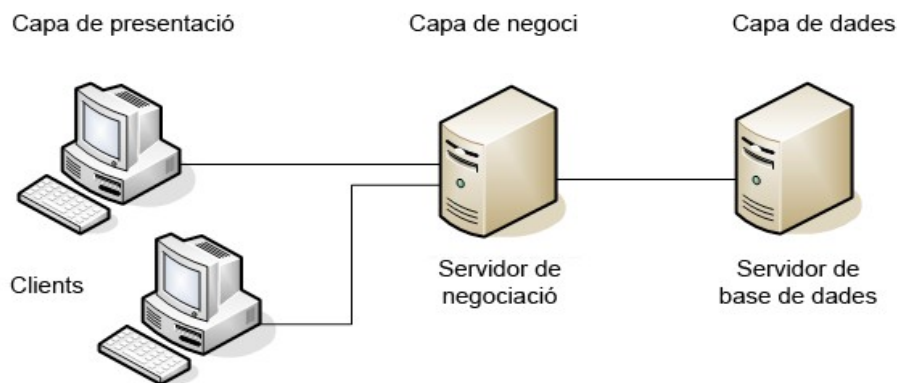 Capa de presentació
Capa de negoci
Capa de dades
Clients
Servidor de
negociació
Servidor de
base de dades